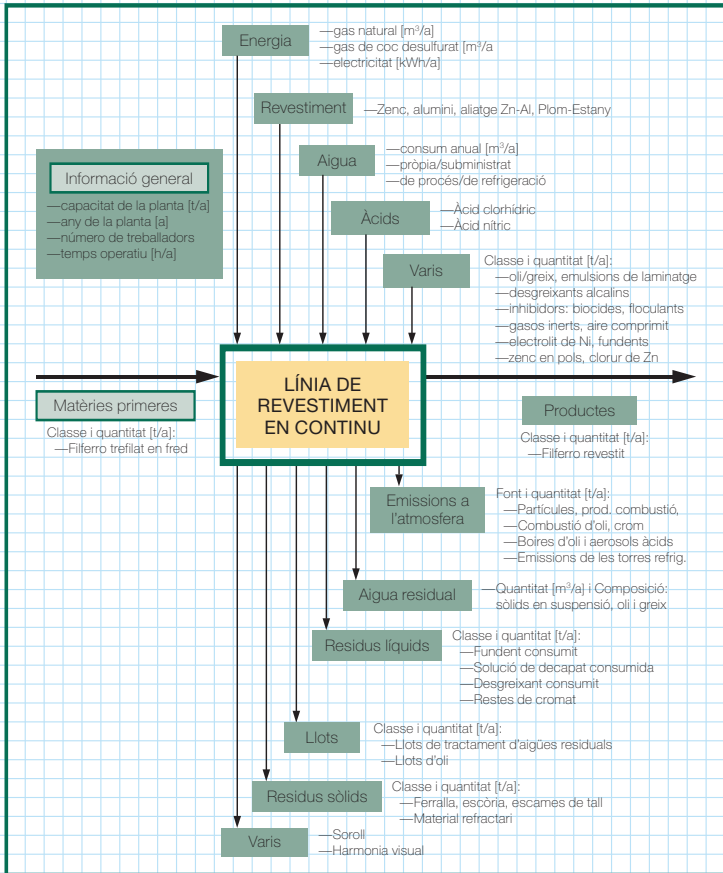 Energia
—gas natural [m³/a]
—gas de coc desulfurat [m³/a
—electricitat [kWh/a]
Revestiment
—Zenc, alumini, aliatge Zn-Al, Plom-Estany
Aigua
—consum anual [m³/a]
—pròpia/subministrat
—de procés/de refrigeració
Informació general
—capacitat de la planta [t/a]
—any de la planta [a]
—número de treballadors
—temps operatiu [h/a]
Àcids
—Àcid clorhídric
—Àcid nítric
Varis
Classe i quantitat [t/a]:
—oli/greix, emulsions de laminatge
—desgreixants alcalins
—inhibidors: biocides, floculants
—gasos inerts, aire comprimit
—electrolit de Ni, fundents
—zenc en pols, clorur de Zn
LÍNIA DE
REVESTIMENT
EN CONTINU
Matèries primeres
Classe i quantitat [t/a]:
—Filferro trefilat en fred
Productes
Classe i quantitat [t/a]:
—Filferro revestit
Emissions a
l'atmosfera
Font i quantitat [t/a]:
—Partícules, prod. combustió,
—Combustió d'oli, crom
—Boires d'oli i aerosols àcids
—Emissions de les torres refrig.
Aigua residual
—Quantitat [m³/a] i Composició:
sòlids en suspensió, oli i greix
Residus líquids
Classe i quantitat [t/a]:
—Fundent consumit
—Solució de decapat consumida
—Desgreixant consumit
—Restes de cromat
Llots
Classe i quantitat [t/a]:
—Llots de tractament d'aigües residuals
—Llots d'oli
Residus sòlids
Classe i quantitat [t/a]:
—Ferralla, escòria, escames de tall
—Material refractari
Varis
—Soroll
—Harmonia visual